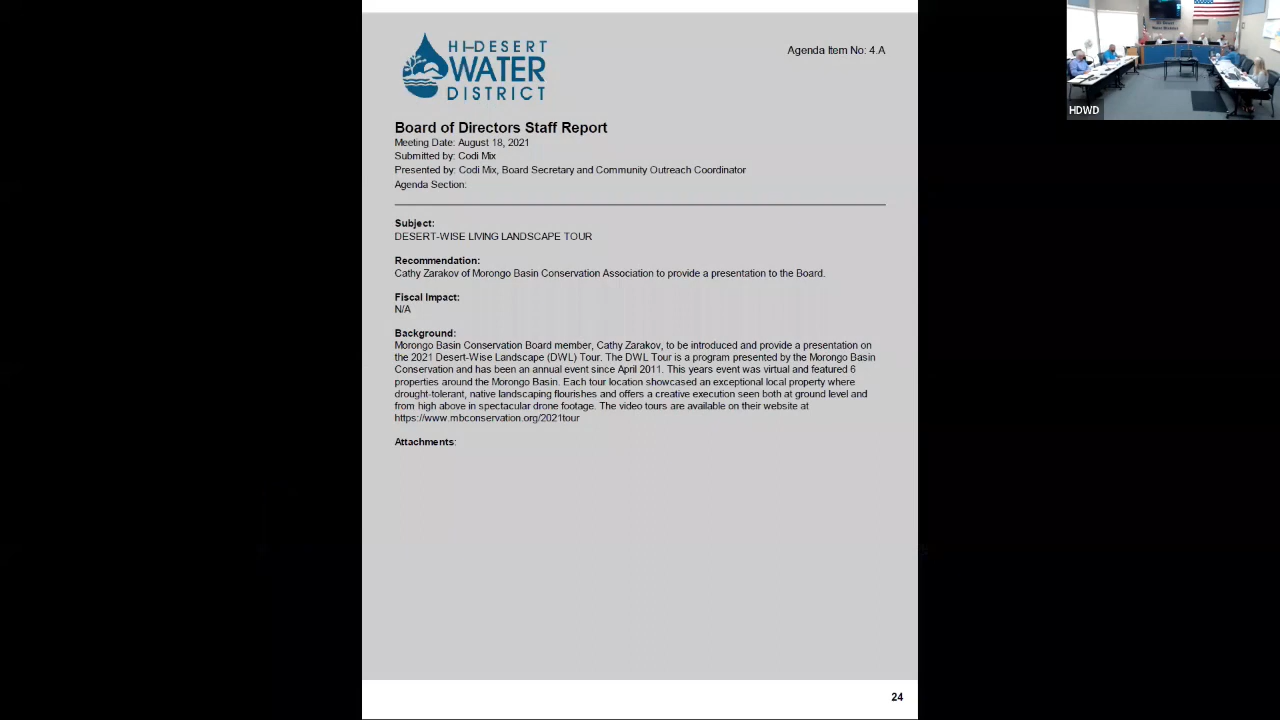 HI-DESERT
WATER
DISTRICT
Agenda Item No: 4.A
Board of Directors Staff Report
Meeting Date: August 18, 2021
Submitted by: Codi Mix
Presented by: Codi Mix, Board Secretary and Community Outreach Coordinator
Agenda Section:
Subject:
DESERT-WISE LIVING LANDSCAPE TOUR
Recommendation:
Cathy Zarakov of Morongo Basin Conservation Association to provide a presentation to the Board.
Fiscal Impact:
N/A
Background:
Morongo Basin Conservation Board member, Cathy Zarakov, to be introduced and provide a presentation on
the 2021 Desert-Wise Landscape (DWL) Tour. The DWL Tour is a program presented by the Morongo Basin
Conservation and has been an annual event since April 2011. This years event was virtual and featured 6
properties around the Morongo Basin. Each tour location showcased an exceptional local property where
drought-tolerant, native landscaping flourishes and offers a creative execution seen both at ground level and
from high above in spectacular drone footage. The video tours are available on their website at
https://www.mbconservation.org/2021tour
Attachments:
24
HDWD